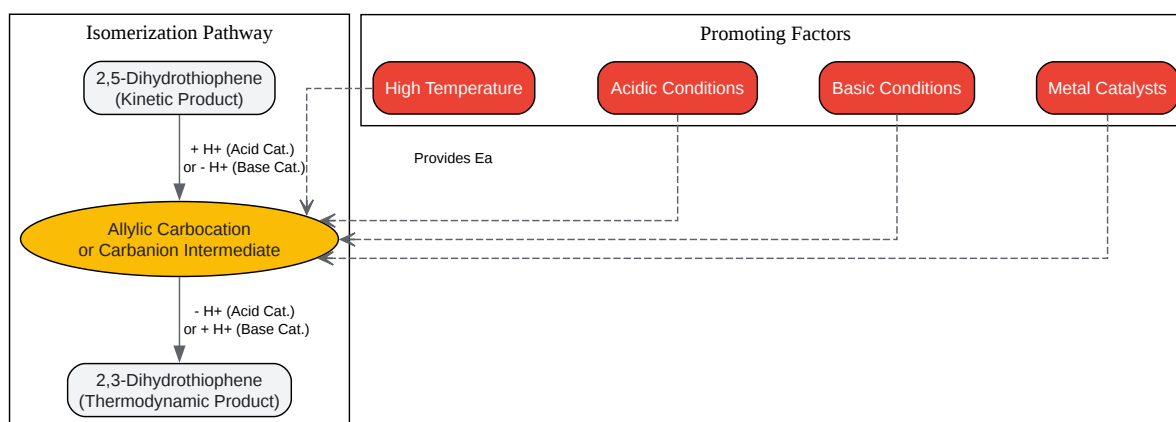 Isomerization Pathway
2,5-Dihydrothiophene
(Kinetic Product)
+ H+ (Acid Cat.)
or - H+ (Base Cat.)
Allylic Carbocation
or Carbanion Intermediate
- H+ (Acid Cat.)
or + H+ (Base Cat.)
2,3-Dihydrothiophene
(Thermodynamic Product)
Promoting Factors
High Temperature
Acidic Conditions
Basic Conditions
Metal Catalysts
Provides Ea